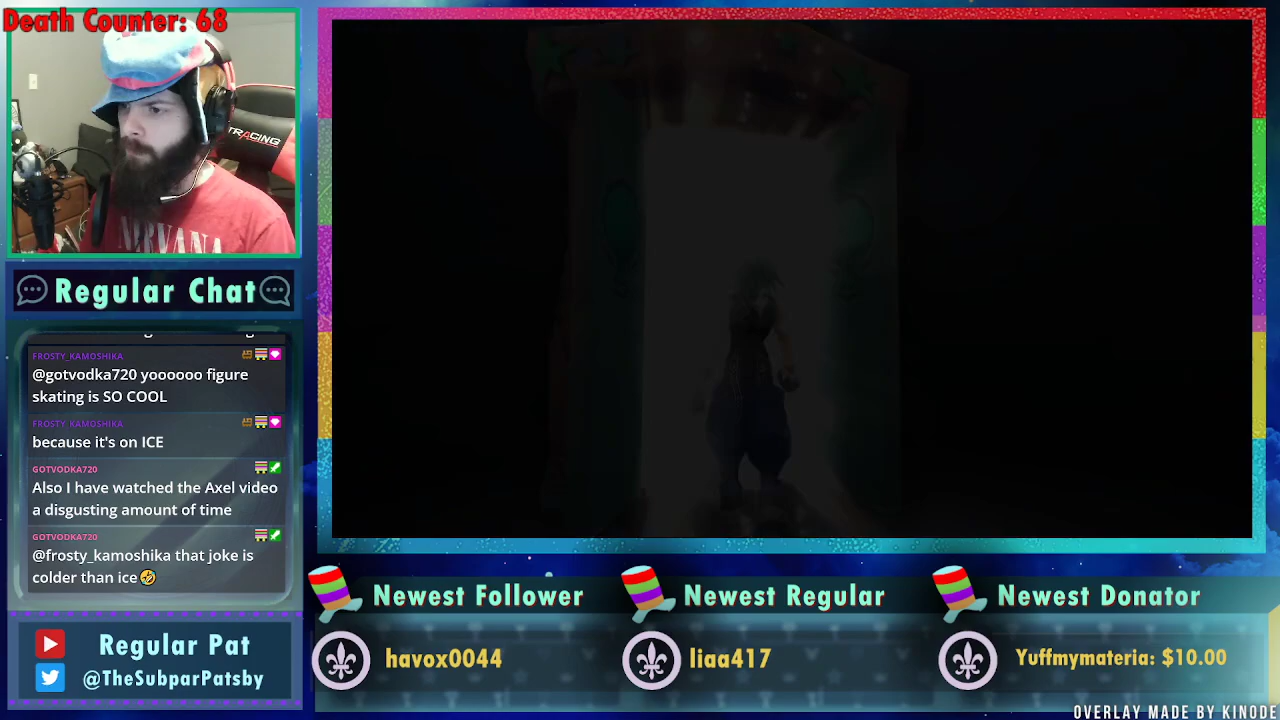 Death Counter: 68
TRACING
NIRVANA
Regular Chat
FROSTY_KAMOSHIKA
@gotvodka720 yoooooo figure
skating is SO COOL
FROSTY_KAMOSHIKA
because it's on ICE
GOTVODKA720
Also I have watched the Axel video
a disgusting amount of time
GOTVODKA720
@frosty_kamoshika that joke is
colder than ice🤣
Regular Pat
@TheSubparPatsby
Newest Follower
havox0044
Newest Regular
liaa417
Newest Donator
Yuffmymateria: $10.00
OVERLAY MADE BY KINODE